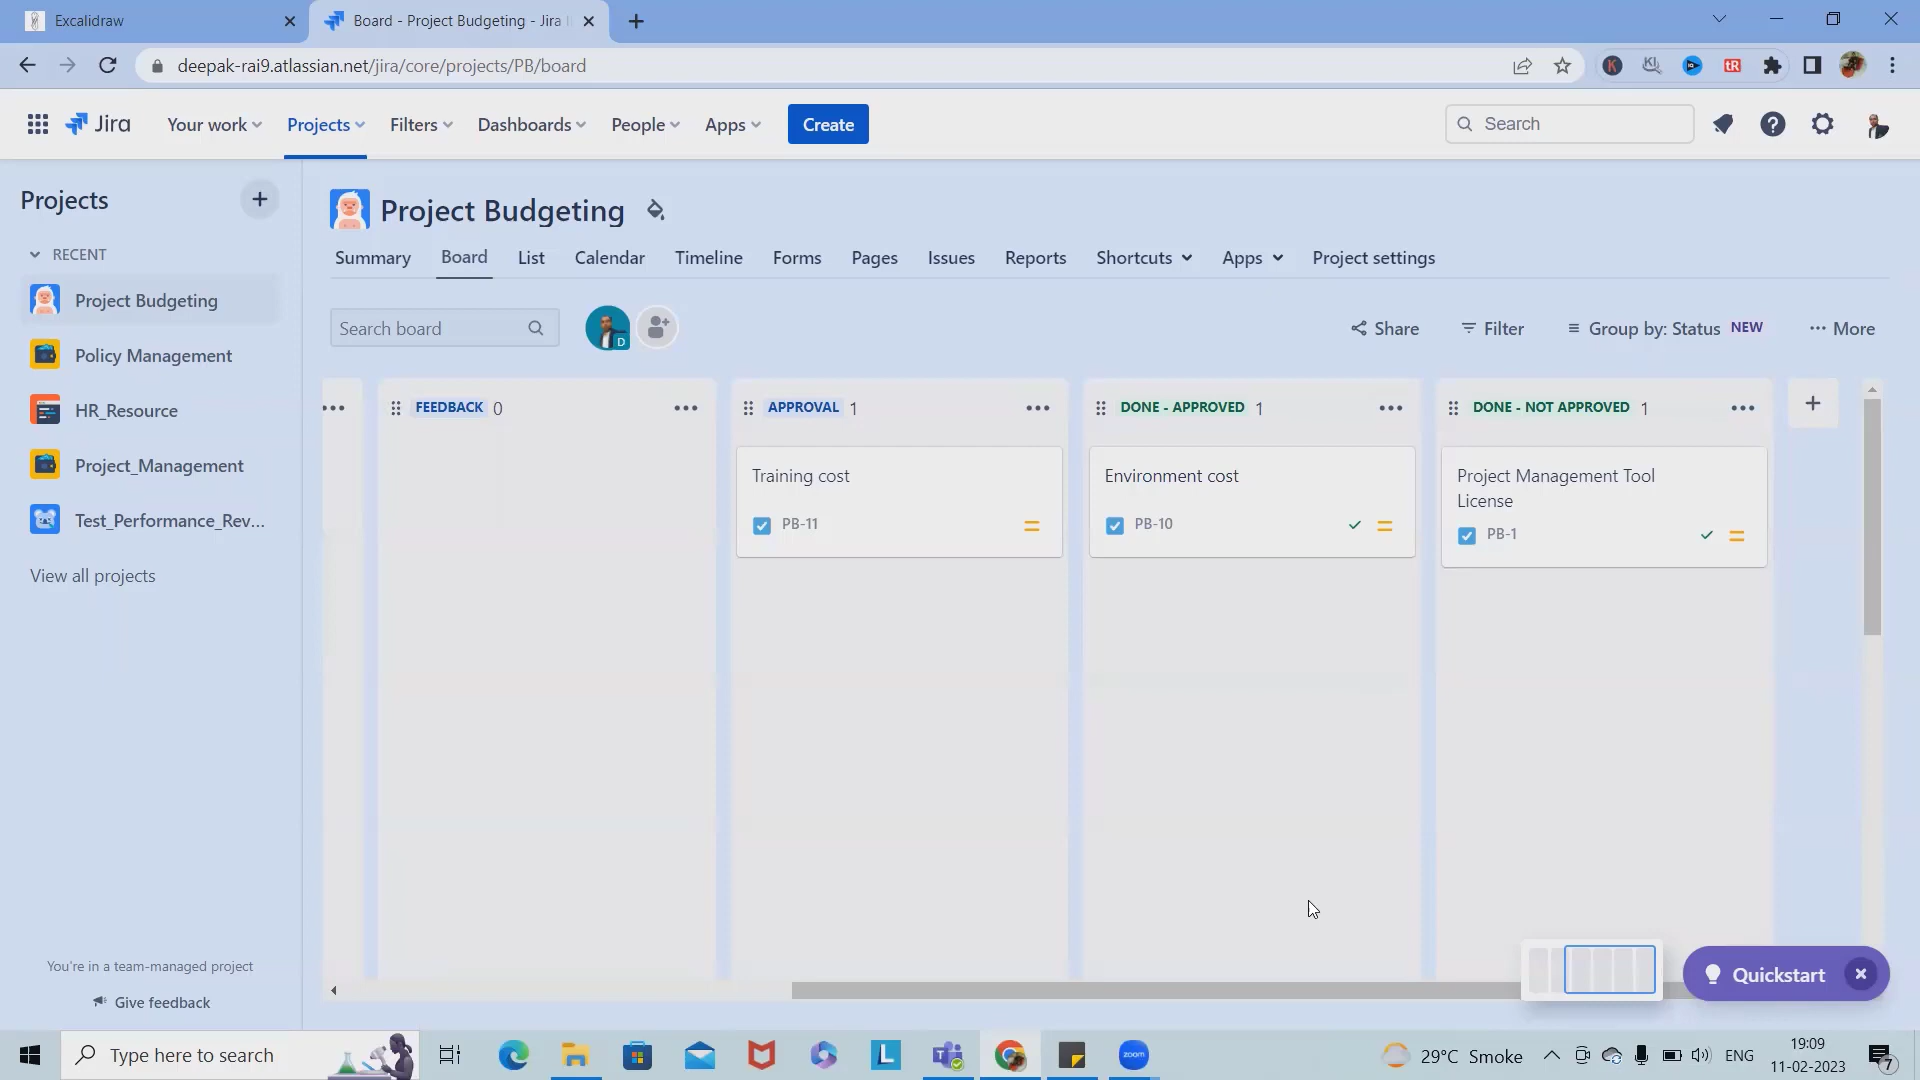 Excalidraw
Board - Project Budgeting - Jira
deepak-rai9.atlassian.net/jira/core/projects/PB/board
Jira
Your work
Projects
Filters
Dashboards
People
Apps
Create
Search
Projects
RECENT
Project Budgeting
Policy Management
HR_Resource
Project_Management
Test_Performance_Rev...
View all projects
You're in a team-managed project
Give feedback
Project Budgeting
Summary
Board
List
Calendar
Timeline
Forms
Pages
Issues
Reports
Shortcuts
Apps
Project settings
Search board
D
Share
Filter
Group by: Status NEW
More
FEEDBACK 0
APPROVAL 1
DONE - APPROVED 1
DONE - NOT APPROVED 1
Training cost
PB-11
Environment cost
PB-10
Project Management Tool
License
PB-1
Quickstart
Type here to search
zoom
29°C Smoke
ENG
19:09
11-02-2023
7